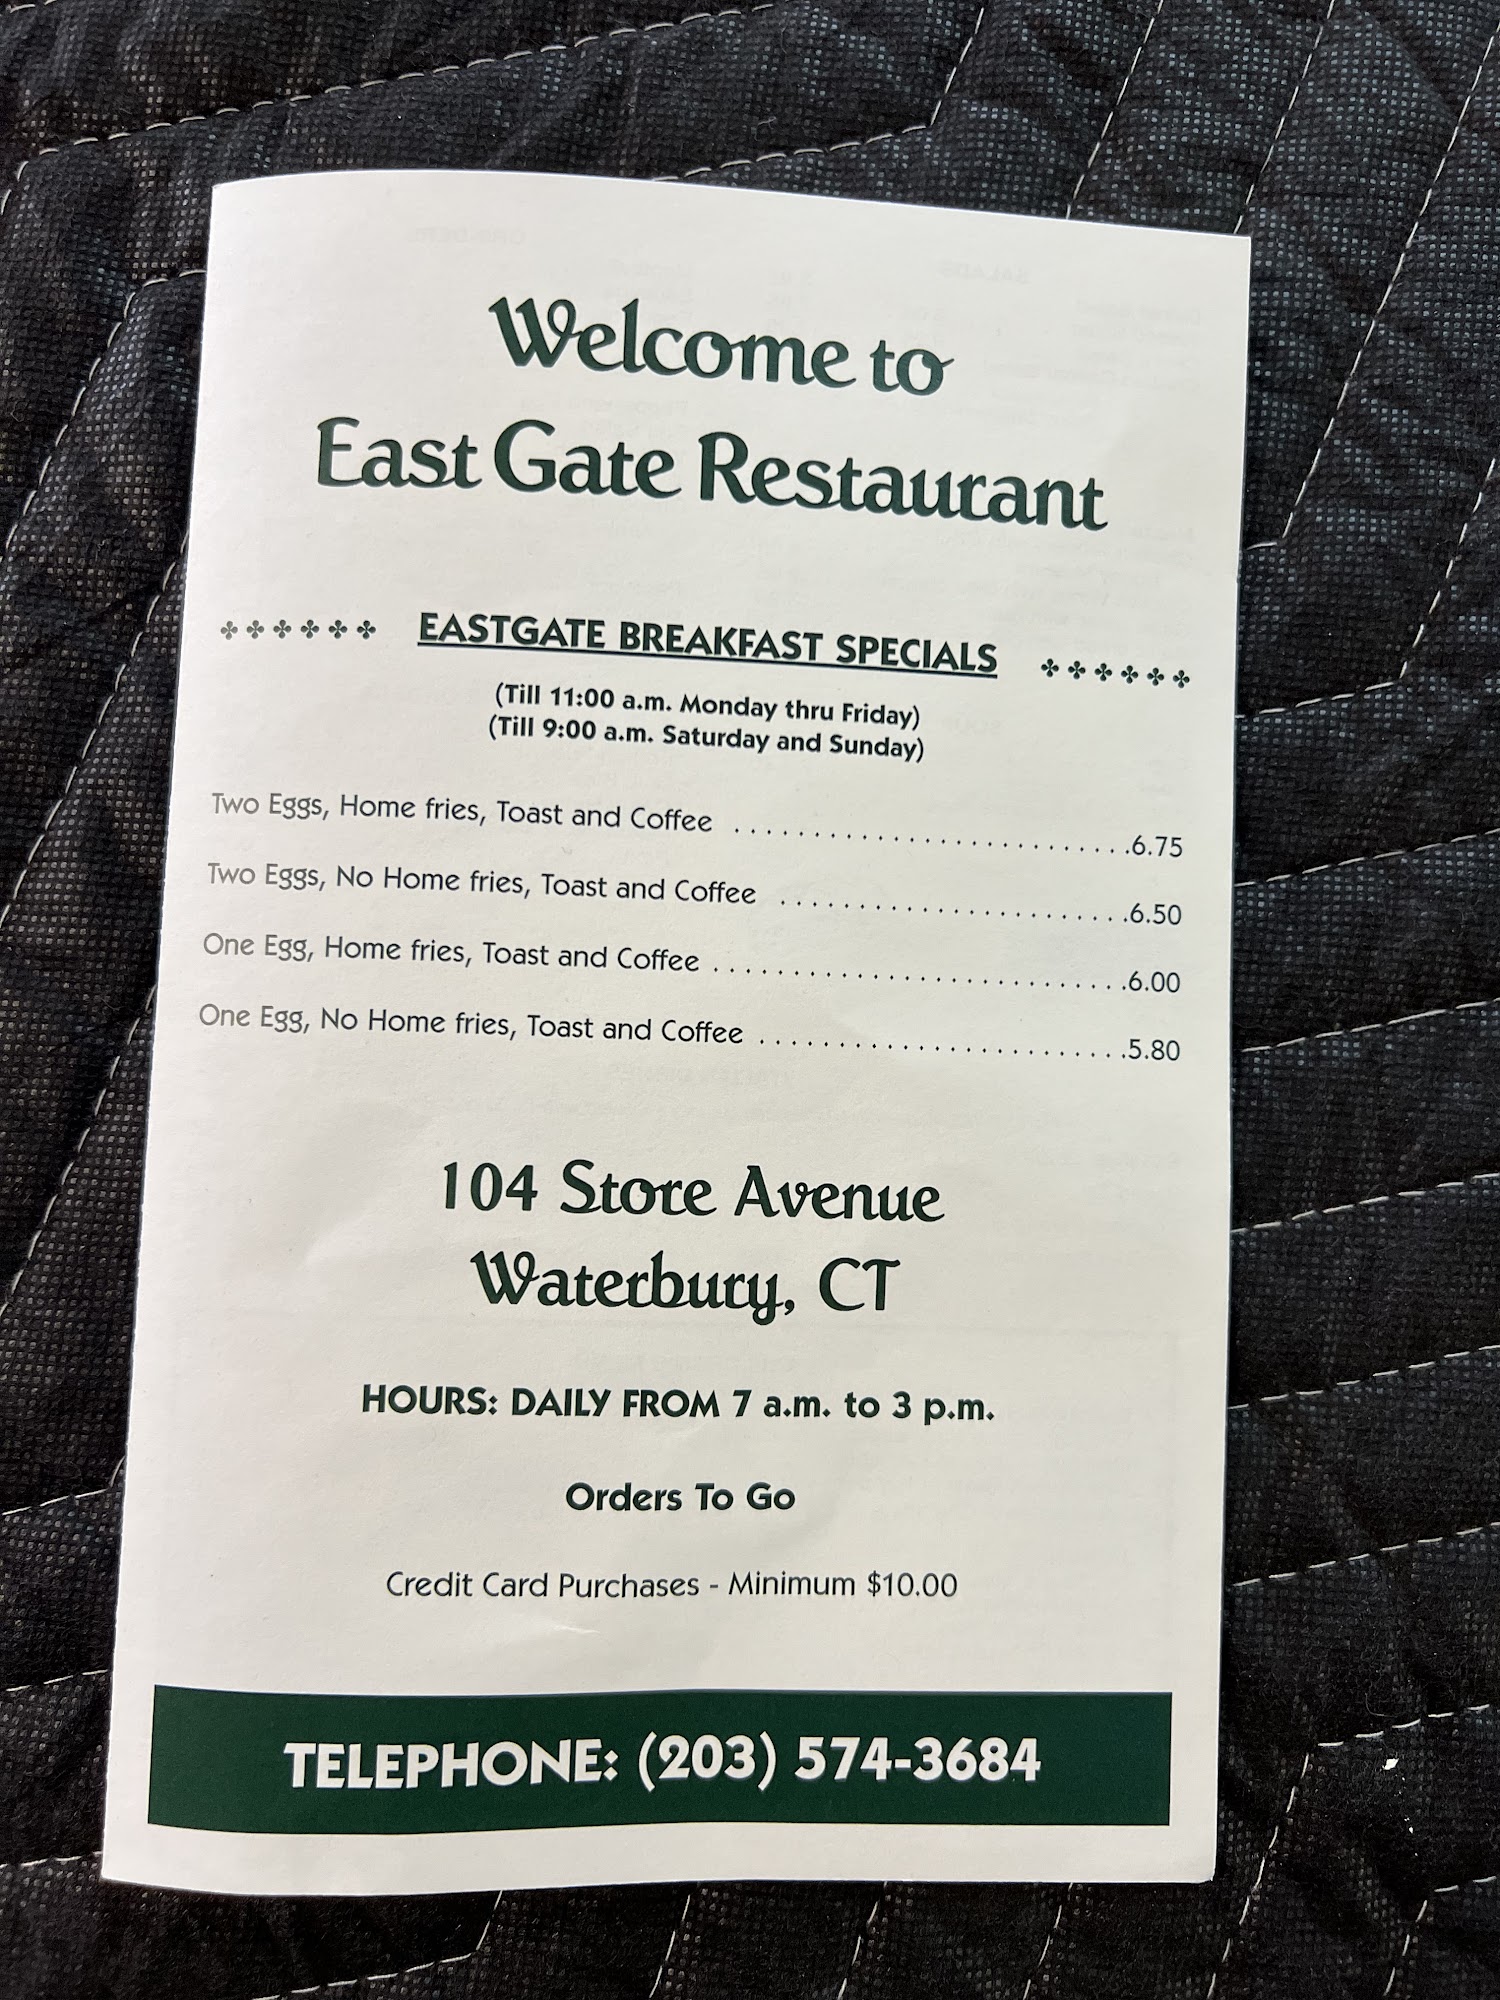 Welcome to
East Gate Restaurant
EASTGATE BREAKFAST SPECIALS
(Till 11:00 a.m. Monday thru Friday)
(Till 9:00 a.m. Saturday and Sunday)
Two Eggs, Home fries, Toast and Coffee ..............................6.75
Two Eggs, No Home fries, Toast and Coffee ...........................6.50
One Egg, Home fries, Toast and Coffee ...............................6.00
One Egg, No Home fries, Toast and Coffee ............................5.80
104 Store Avenue
Waterbury, CT
HOURS: DAILY FROM 7 a.m. to 3 p.m.
Orders To Go
Credit Card Purchases - Minimum $10.00
TELEPHONE: (203) 574-3684